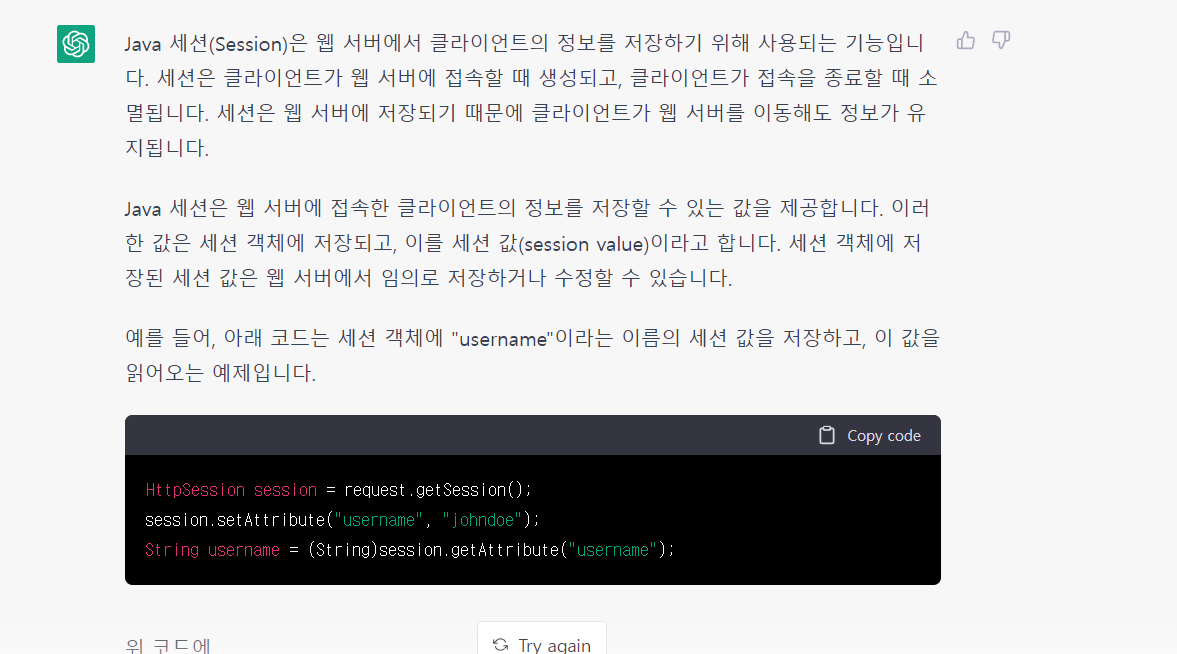 Java 세션(Session)은 웹 서버에서 클라이언트의 정보를 저장하기 위해 사용되는 기능입니
다. 세션은 클라이언트가 웹 서버에 접속할 때 생성되고, 클라이언트가 접속을 종료할 때 소
멸됩니다. 세션은 웹 서버에 저장되기 때문에 클라이언트가 웹 서버를 이동해도 정보가 유
지됩니다.
Java 세션은 웹 서버에 접속한 클라이언트의 정보를 저장할 수 있는 값을 제공합니다. 이러
한 값은 세션 객체에 저장되고, 이를 세션 값(session value)이라고 합니다. 세션 객체에 저
장된 세션 값은 웹 서버에서 임의로 저장하거나 수정할 수 있습니다.
예를 들어, 아래 코드는 세션 객체에 "username"이라는 이름의 세션 값을 저장하고, 이 값을
읽어오는 예제입니다.
Copy code
HttpSession session = request.getSession();
session.setAttribute("username", "johndoe");
String username = (String)session.getAttribute("username");
위 코드에
Try again